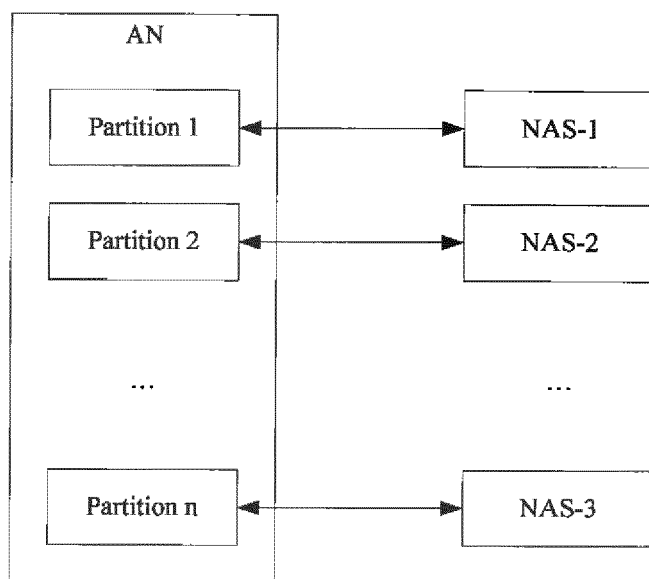 AN
Partition 1
NAS-1
Partition 2
NAS-2
...
...
Partition n
NAS-3